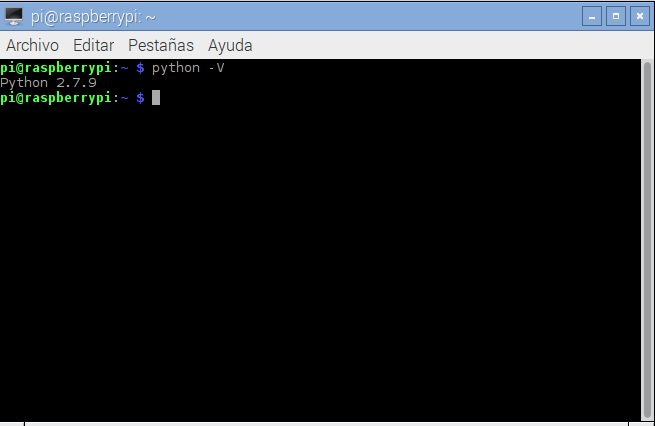 pi@raspberrypi: ~
Archivo Editar Pestañas Ayuda
pi@raspberrypi:~ $ python -V
Python 2.7.9
pi@raspberrypi:~ $